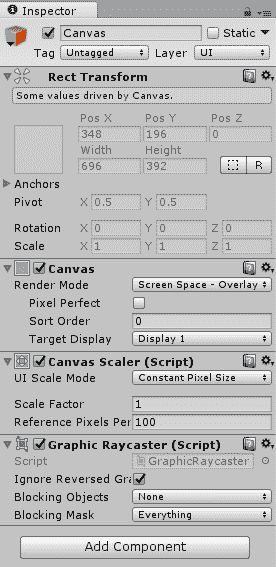 Inspector
Canvas Static
Tag Untagged Layer UI
Rect Transform
Some values driven by Canvas.
Pos X Pos Y Pos Z
348 196 0
Width Height
696 392 R
Anchors
Pivot X 0.5 Y 0.5
Rotation X 0 Y 0 Z 0
Scale X 1 Y 1 Z 1
Canvas
Render Mode Screen Space - Overlay
Pixel Perfect
Sort Order 0
Target Display Display 1
Canvas Scaler (Script)
UI Scale Mode Constant Pixel Size
Scale Factor 1
Reference Pixels Per 100
Graphic Raycaster (Script)
Script GraphicRaycaster
Ignore Reversed Gra
Blocking Objects None
Blocking Mask Everything
Add Component